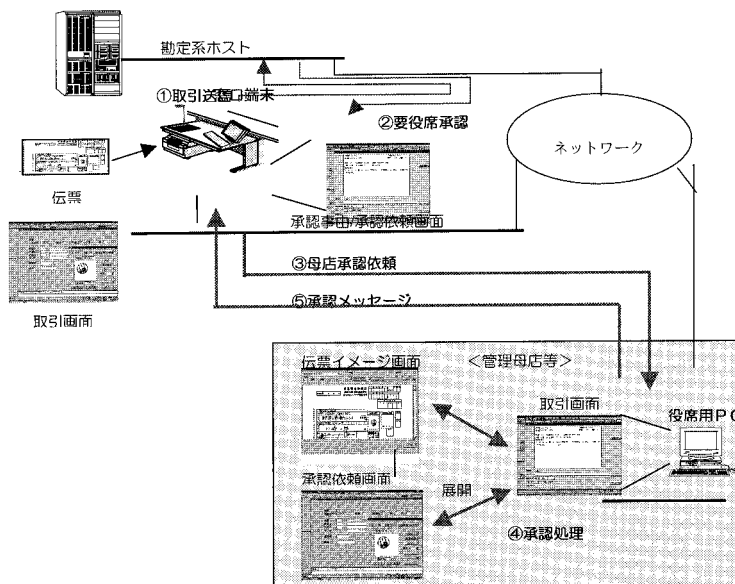 勘定系ホスト
①取引送信
窓口端末
②要役席承認
ネットワーク
伝票
承認事由/承認依頼画面
③母店承認依頼
⑤承認メッセージ
取引画面
伝票イメージ画面
＜管理母店等＞
取引画面
役席用ＰＣ
承認依頼画面
展開
④承認処理